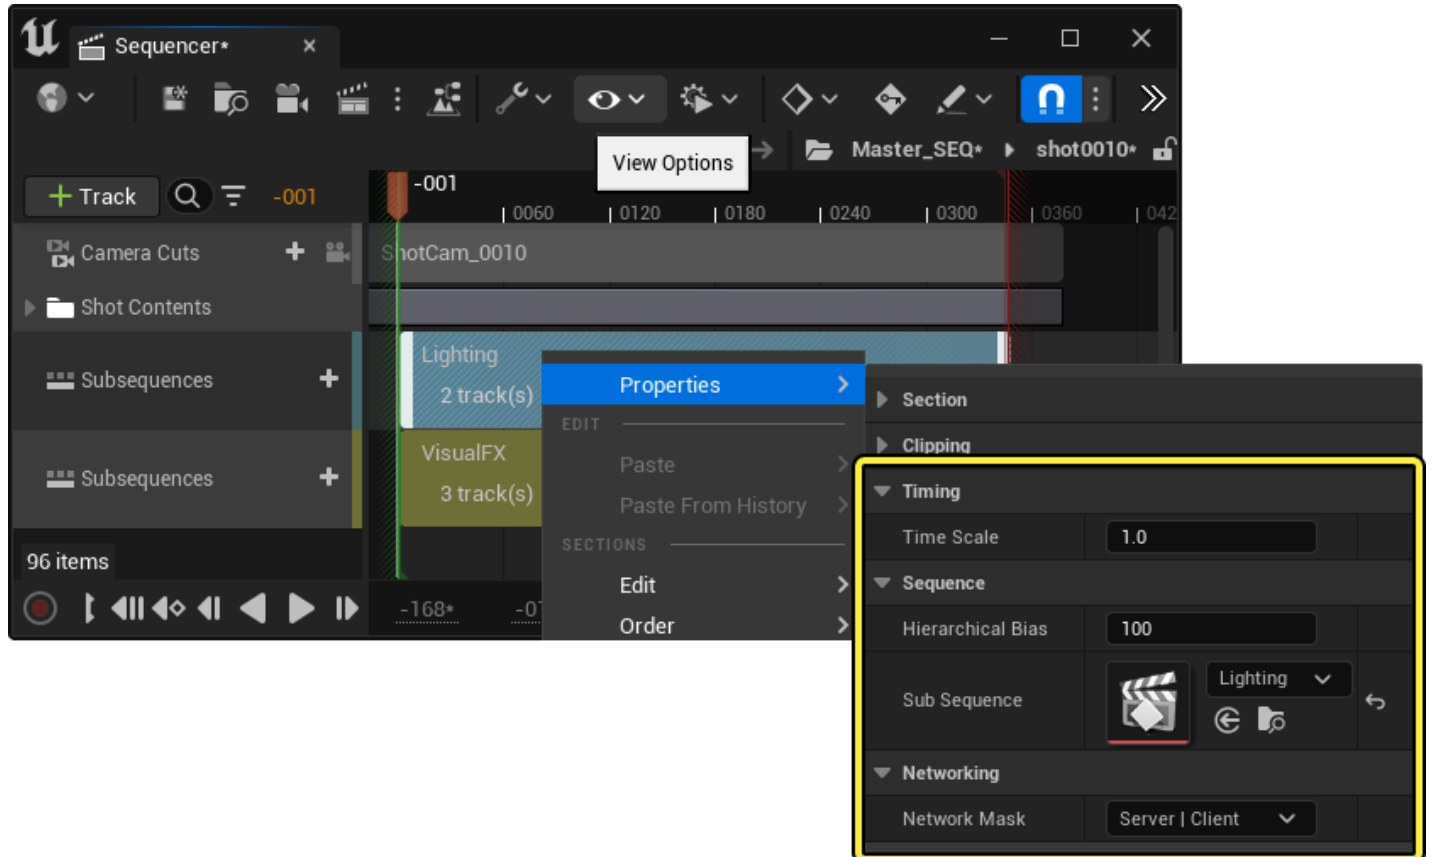 Sequencer*
View Options
Master_SEQ*
shot0010*
Track
-001
-001
0060
0120
0180
0240
0300
0360
042
Camera Cuts
ShotCam_0010
Shot Contents
Subsequences
Lighting
2 track(s)
Subsequences
VisualFX
3 track(s)
96 items
-168*
-01
Properties
EDIT
Paste
Paste From History
SECTIONS
Edit
Order
Section
Clipping
Timing
Time Scale
1.0
Sequence
Hierarchical Bias
100
Sub Sequence
Lighting
Networking
Network Mask
Server | Client